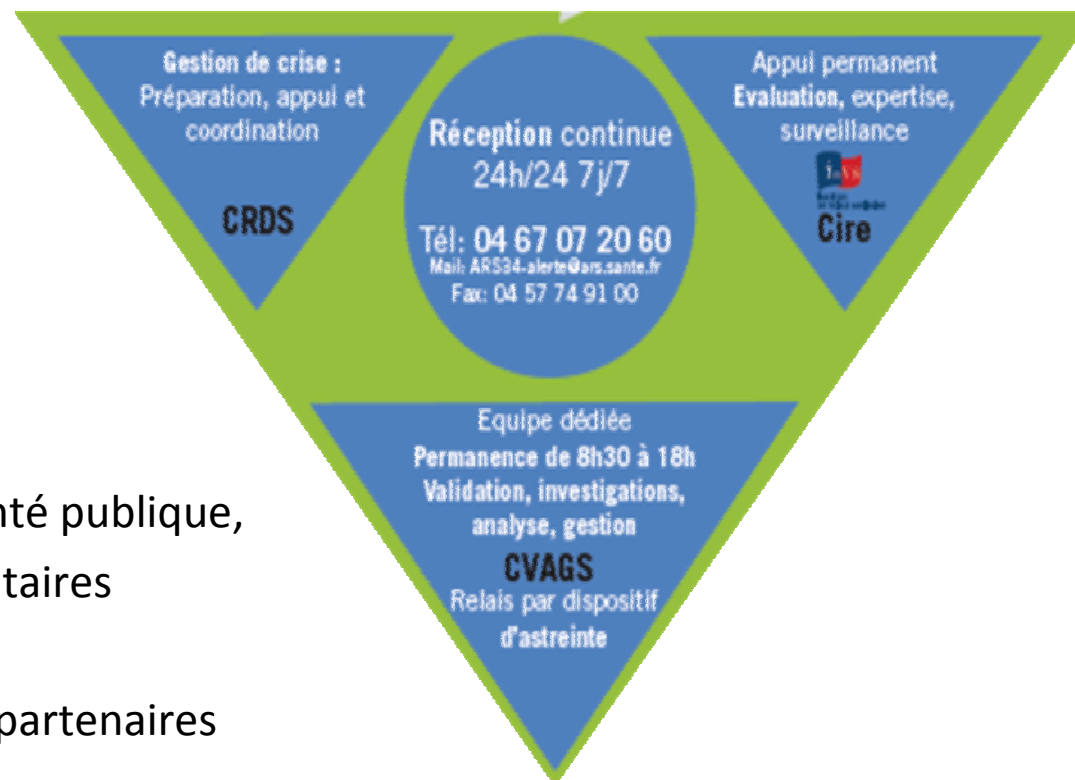 Gestion de crise :
Préparation, appui et
coordination
CRDS
Réception continue
24h/24 7j/7
Tél: 04 67 07 20 60
Mail: ARS34-alerte@ars.sante.fr
Fax: 04 57 74 91 00
Appui permanent
Evaluation, expertise,
surveillance
Cire
Equipe dédiée
Permanence de 8h30 à 18h
Validation, investigations,
analyse, gestion
CVAGS
Relais par dispositif
d'astreinte
nté publique,
taires
partenaires